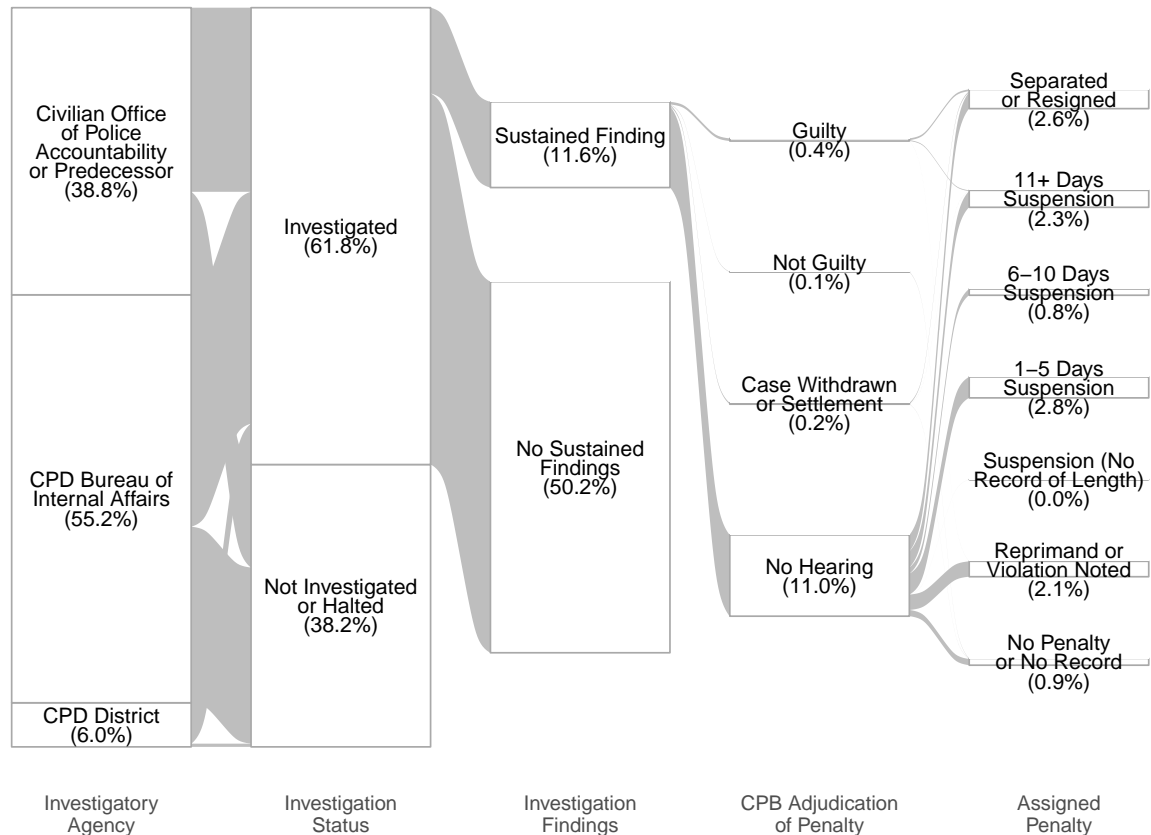 Civilian Office
of Police
Accountability
or Predecessor
(38.8%)
CPD Bureau of
Internal Affairs
(55.2%)
CPD District
(6.0%)
Investigated
(61.8%)
Not Investigated
or Halted
(38.2%)
Sustained Finding
(11.6%)
No Sustained
Findings
(50.2%)
Guilty
(0.4%)
Not Guilty
(0.1%)
Case Withdrawn
or Settlement
(0.2%)
No Hearing
(11.0%)
Separated
or Resigned
(2.6%)
11+ Days
Suspension
(2.3%)
6−10 Days
Suspension
(0.8%)
1−5 Days
Suspension
(2.8%)
Suspension (No
Record of Length)
(0.0%)
Reprimand or
Violation Noted
(2.1%)
No Penalty
or No Record
(0.9%)
Investigatory
Agency
Investigation
Status
Investigation
Findings
CPB Adjudication
of Penalty
Assigned
Penalty